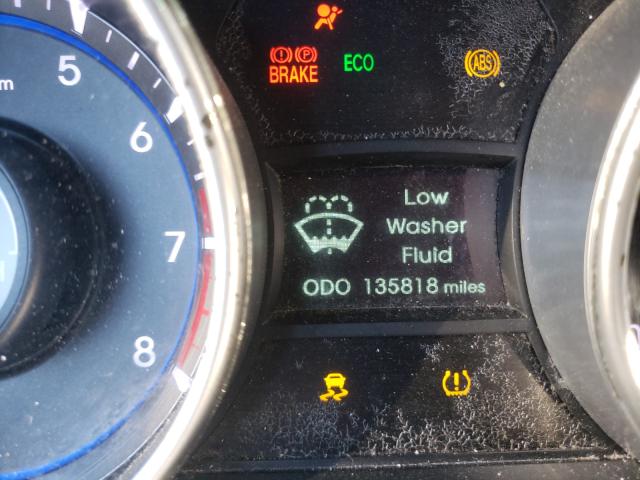 5
6
7
8
m
(!) (P)
BRAKE
ECO
ABS
Low
Washer
Fluid
ODO 135818 miles
!